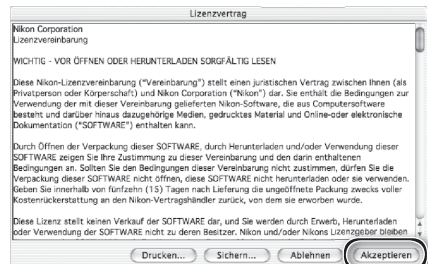 Lizenzvertrag
Nikon Corporation
Lizenzvereinbarung
WICHTIG - VOR ÖFFNEN ODER HERUNTERLADEN SORGFÄLTIG LESEN
Diese Nikon-Lizenzvereinbarung ("Vereinbarung") stellt einen juristischen Vertrag zwischen Ihnen (als
Privatperson oder Körperschaft) und Nikon Corporation ("Nikon") dar. Sie enthält die Bedingungen zur
Verwendung der mit dieser Vereinbarung gelieferten Nikon-Software, die aus Computersoftware
besteht und darüber hinaus dazugehörige Medien, gedrucktes Material und Online-oder elektronische
Dokumentation ("SOFTWARE") enthalten kann.
Durch Öffnen der Verpackung dieser SOFTWARE, durch Herunterladen und/oder Verwendung dieser
SOFTWARE zeigen Sie Ihre Zustimmung zu dieser Vereinbarung und den darin enthaltenen
Bedingungen an. Sollten Sie den Bedingungen dieser Vereinbarung nicht zustimmen, dürfen Sie die
Verpackung dieser SOFTWARE nicht öffnen, diese SOFTWARE nicht herunterladen oder sie verwenden.
Geben Sie innerhalb von fünfzehn (15) Tagen nach Lieferung die ungeöffnete Packung zwecks voller
Kostenrückerstattung an den Nikon-Vertragshändler zurück, von dem sie erworben wurde.
Diese Lizenz stellt keinen Verkauf der SOFTWARE dar, und Sie werden durch Erwerb, Herunterladen
oder Verwendung der SOFTWARE nicht zu deren Besitzer. Nikon und/oder Nikons Lizenzgeber bleiben
Drucken... Sichern... Ablehnen Akzeptieren